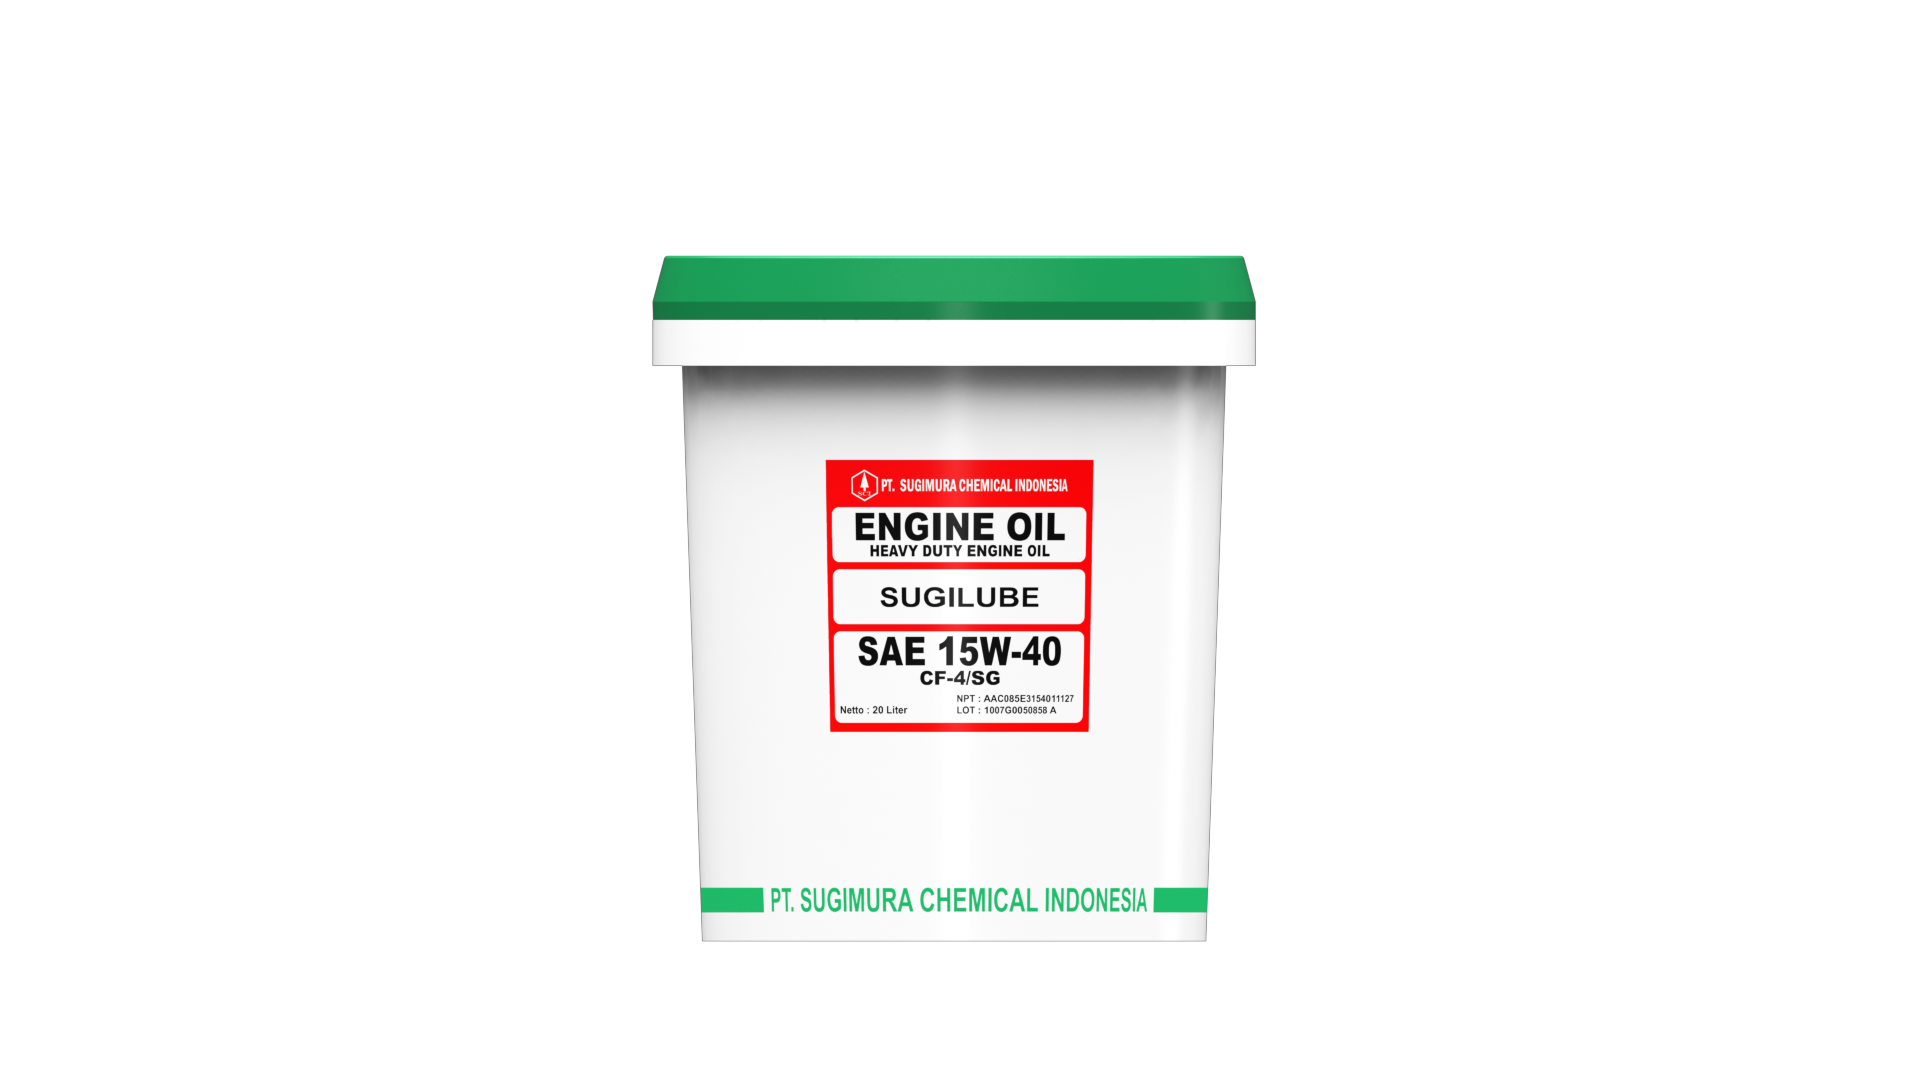 SCI
PT. SUGIMURA CHEMICAL INDONESIA
ENGINE OIL
HEAVY DUTY ENGINE OIL
SUGILUBE
SAE 15W-40
CF-4/SG
NPT : AAC085E3154011127
Netto : 20 Liter
LOT : 1007G0050858 A
PT. SUGIMURA CHEMICAL INDONESIA